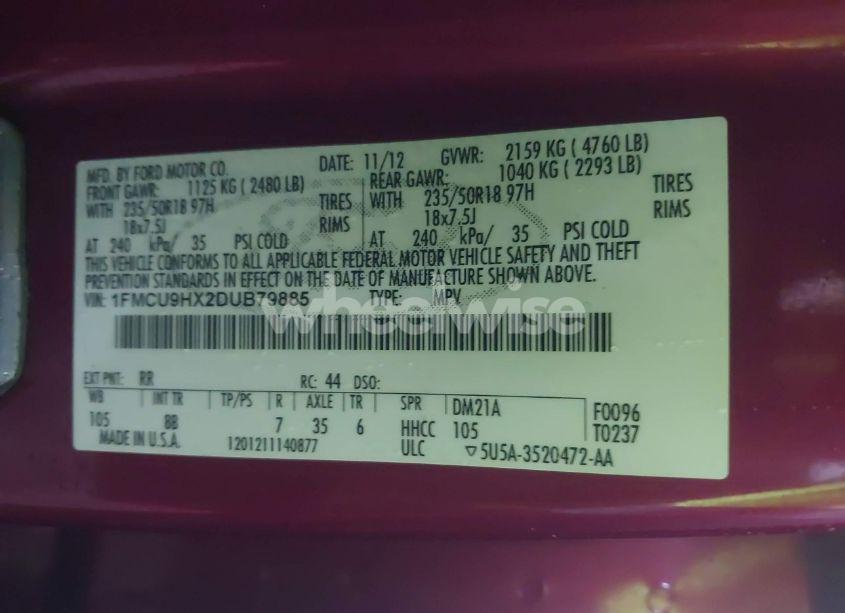 MFD. BY FORD MOTOR CO. DATE: 11/12 GVWR: 2159 KG ( 4760 LB)
FRONT GAWR: 1125 KG ( 2480 LB) REAR GAWR: 1040 KG ( 2293 LB)
WITH 235/50R18 97H TIRES WITH 235/50R18 97H TIRES
18x7.5J RIMS 18x7.5J RIMS
AT 240 kPa/ 35 PSI COLD AT 240 kPa/ 35 PSI COLD
THIS VEHICLE CONFORMS TO ALL APPLICABLE FEDERAL MOTOR VEHICLE SAFETY AND THEFT
PREVENTION STANDARDS IN EFFECT ON THE DATE OF MANUFACTURE SHOWN ABOVE.
VIN: 1FMCU9HX2DUB79885 TYPE: MPV
wheelwise
EXT PNT: RR RC: 44 DSO:
WB INT TR TP/PS R AXLE TR SPR DM21A F0096
105 8B 7 35 6 HHCC 105 T0237
MADE IN U.S.A. 1201211140877 ULC ▽5U5A-3520472-AA